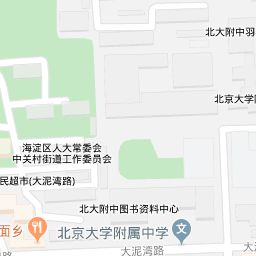 北大附中羽
北京大学附
海淀区人大常委会
中关村街道工作委员会
民超市(大泥湾路)
北大附中图书资料中心
面乡
北京大学附属中学
大泥湾路